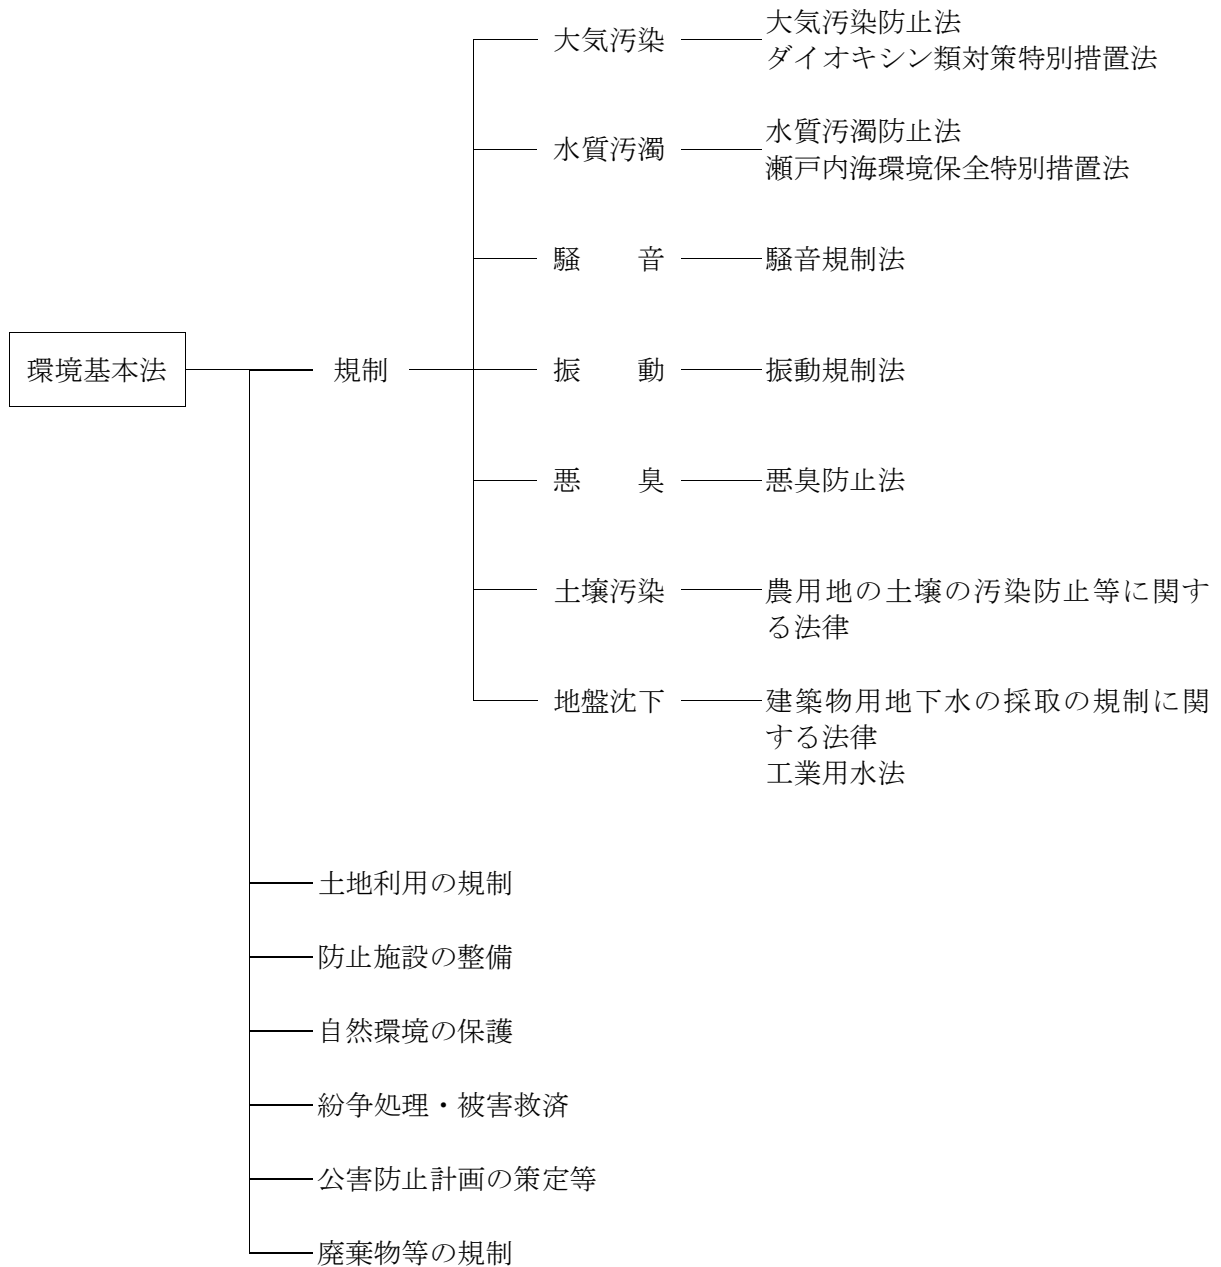 大気汚染
大気汚染防止法
ダイオキシン類対策特別措置法
水質汚濁
水質汚濁防止法
瀬戸内海環境保全特別措置法
騒　　音
騒音規制法
環境基本法
規制
振　　動
振動規制法
悪　　臭
悪臭防止法
土壌汚染
農用地の土壌の汚染防止等に関す
る法律
地盤沈下
建築物用地下水の採取の規制に関
する法律
工業用水法
土地利用の規制
防止施設の整備
自然環境の保護
紛争処理・被害救済
公害防止計画の策定等
廃棄物等の規制